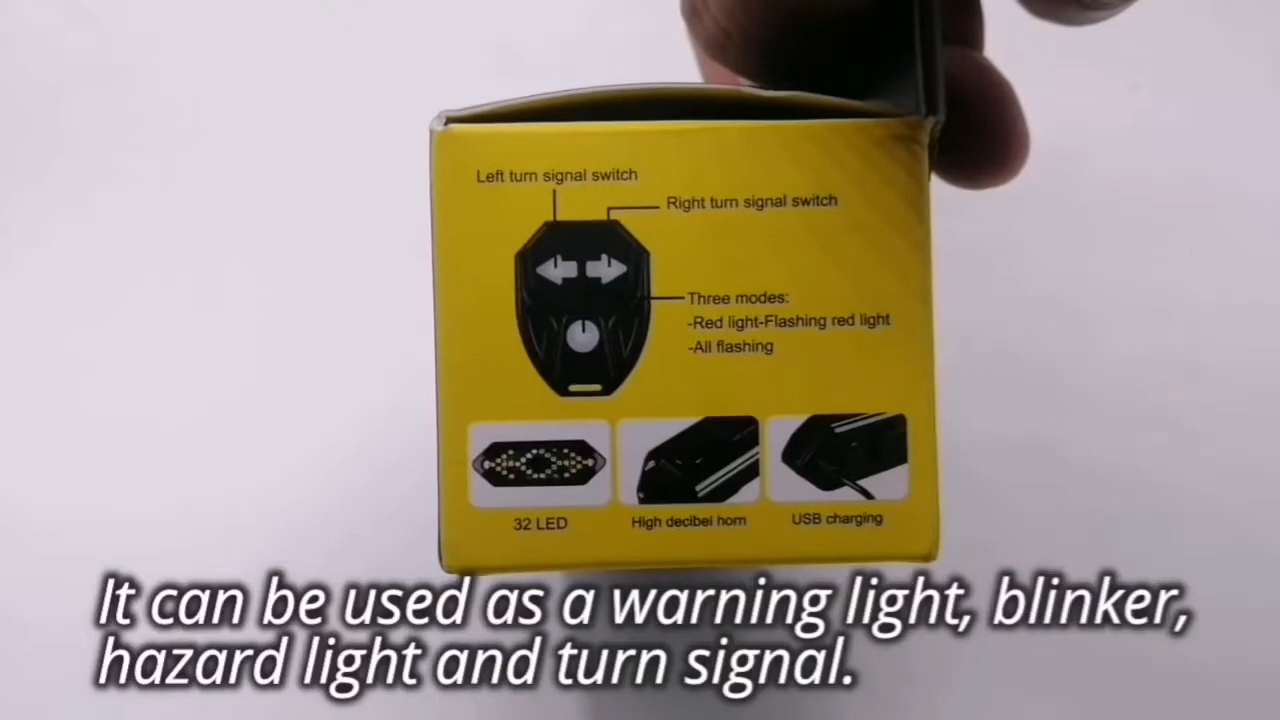 Left turn signal switch
Right turn signal switch
Three modes:
-Red light-Flashing red light
-All flashing
32 LED
High decibel horn
USB charging
It can be used as a warning light, blinker,
hazard light and turn signal.